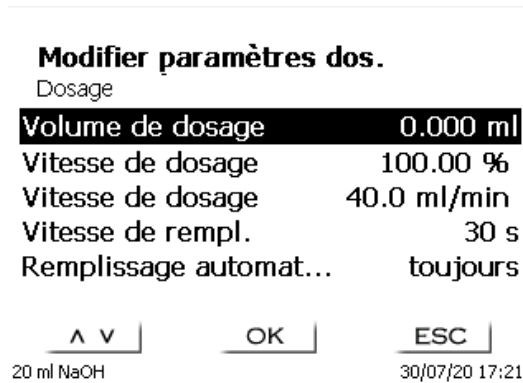 Modifier paramètres dos.
Dosage
Volume de dosage 0.000 ml
Vitesse de dosage 100.00 %
Vitesse de dosage 40.0 ml/min
Vitesse de rempl. 30 s
Remplissage automat... toujours
∧ ∨ OK ESC
20 ml NaOH 30/07/20 17:21